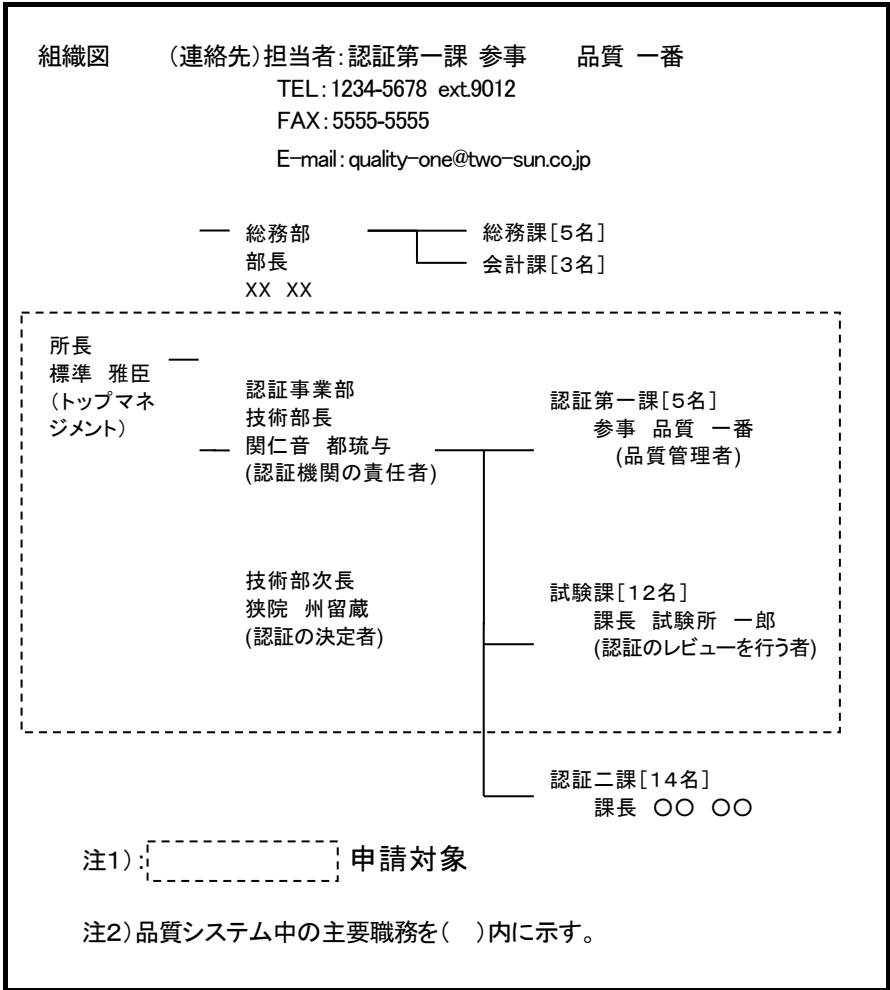 組織図　　（連絡先）担当者：認証第一課 参事　　品質 一番
TEL：1234-5678 ext.9012
FAX：5555-5555
E-mail：quality-one@two-sun.co.jp
総務部
部長
XX XX
総務課［5名］
会計課［3名］
所長
標準 雅臣
（トップマネ
ジメント）
認証事業部
技術部長
関仁音 都琉与
(認証機関の責任者)
認証第一課［5名］
参事 品質 一番
(品質管理者)
技術部次長
狭院 州留蔵
(認証の決定者)
試験課［12名］
課長 試験所 一郎
(認証のレビューを行う者)
認証二課［14名］
課長 〇〇 〇〇
注1）： 申請対象
注2）品質システム中の主要職務を（ ）内に示す。